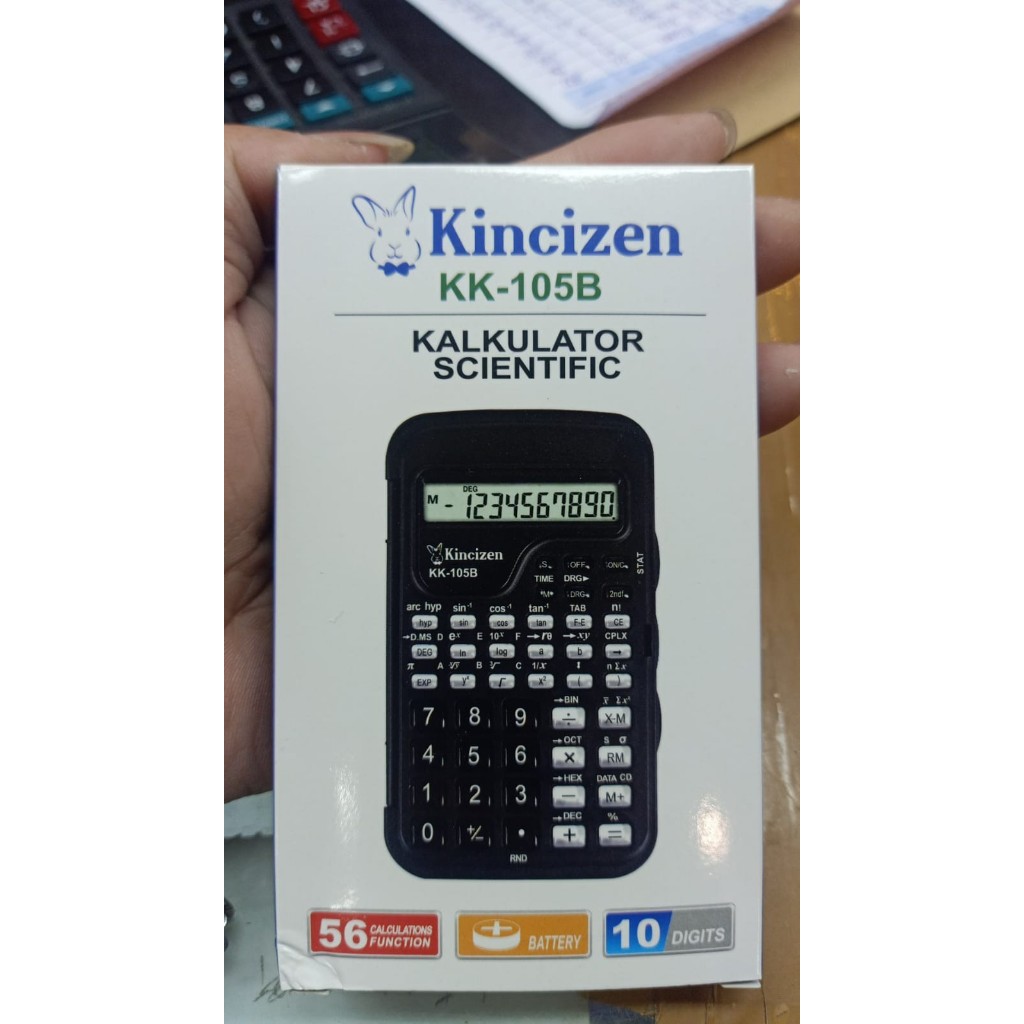 Kincizen
KK-105B
KALKULATOR
SCIENTIFIC
DEG
M - 1234567890
Kincizen
KK-105B
OFF
STAT
TIME DRG►
DRG 2ndf
arc hyp sin⁻¹ cos⁻¹ tan⁻¹ TAB n!
hyp sin cos tan F-E CE
→D.MS D eˣ E 10ˣ F →rθ →xy CPLX
DEG ln log a b →
π A B C 1/x n Σx
EXP x² ( )
→BIN x̅ Σx²
7 8 9 ÷ X-M
→OCT s σ
4 5 6 × RM
→HEX DATA CD
1 2 3 − M+
→DEC %
0 +/− • + =
RND
56 CALCULATIONS
FUNCTION
BATTERY
10 DIGITS